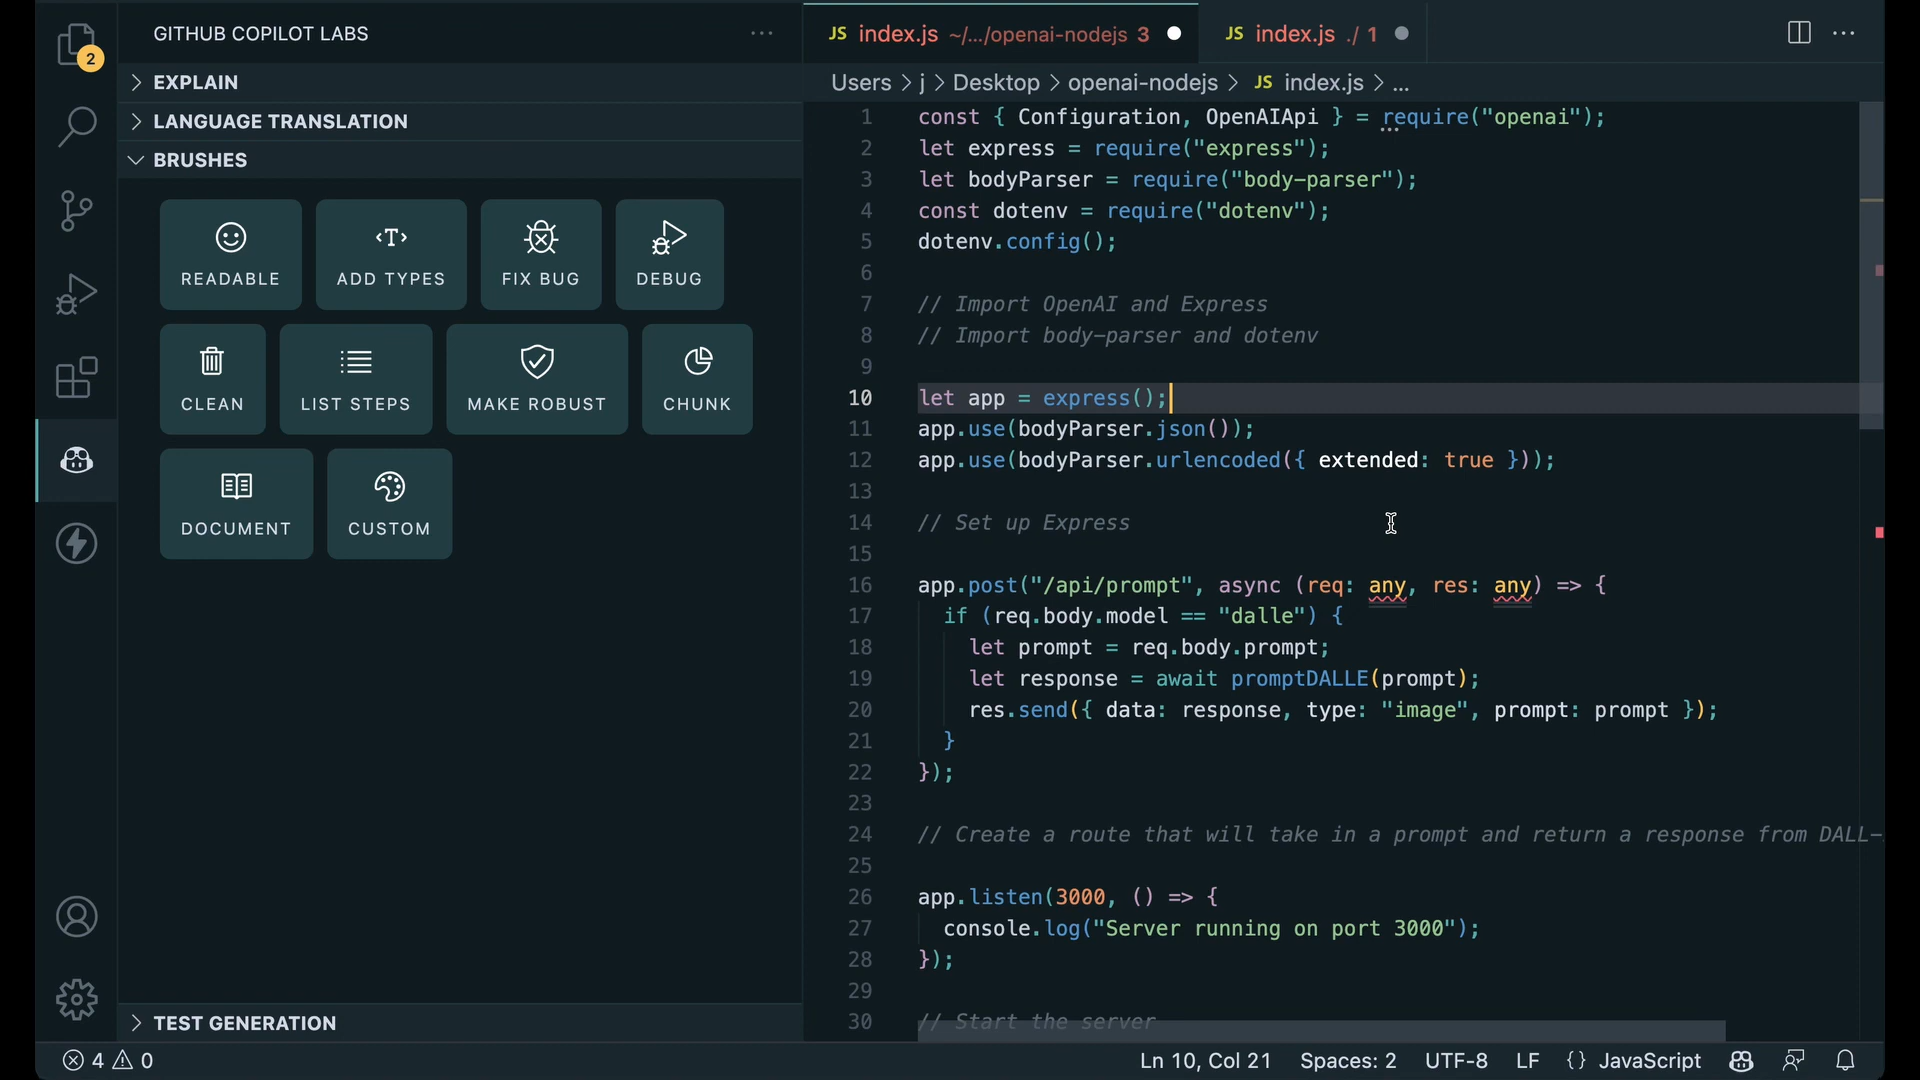 GITHUB COPILOT LABS
EXPLAIN
LANGUAGE TRANSLATION
BRUSHES
READABLE
<T>
ADD TYPES
FIX BUG
DEBUG
CLEAN
LIST STEPS
MAKE ROBUST
CHUNK
DOCUMENT
CUSTOM
TEST GENERATION
2
JS index.js ~/.../openai-nodejs 3
JS index.js ./ 1
Users > j > Desktop > openai-nodejs > JS index.js > ...
1 const { Configuration, OpenAIApi } = require("openai");
2 let express = require("express");
3 let bodyParser = require("body-parser");
4 const dotenv = require("dotenv");
5 dotenv.config();
6
7 // Import OpenAI and Express
8 // Import body-parser and dotenv
9
10 let app = express();
11 app.use(bodyParser.json());
12 app.use(bodyParser.urlencoded({ extended: true }));
13
14 // Set up Express
15
16 app.post("/api/prompt", async (req: any, res: any) => {
17 if (req.body.model == "dalle") {
18 let prompt = req.body.prompt;
19 let response = await promptDALLE(prompt);
20 res.send({ data: response, type: "image", prompt: prompt });
21 }
22 });
23
24 // Create a route that will take in a prompt and return a response from DALL-
25
26 app.listen(3000, () => {
27 console.log("Server running on port 3000");
28 });
29
30 // Start the server
4 0
Ln 10, Col 21 Spaces: 2 UTF-8 LF {} JavaScript